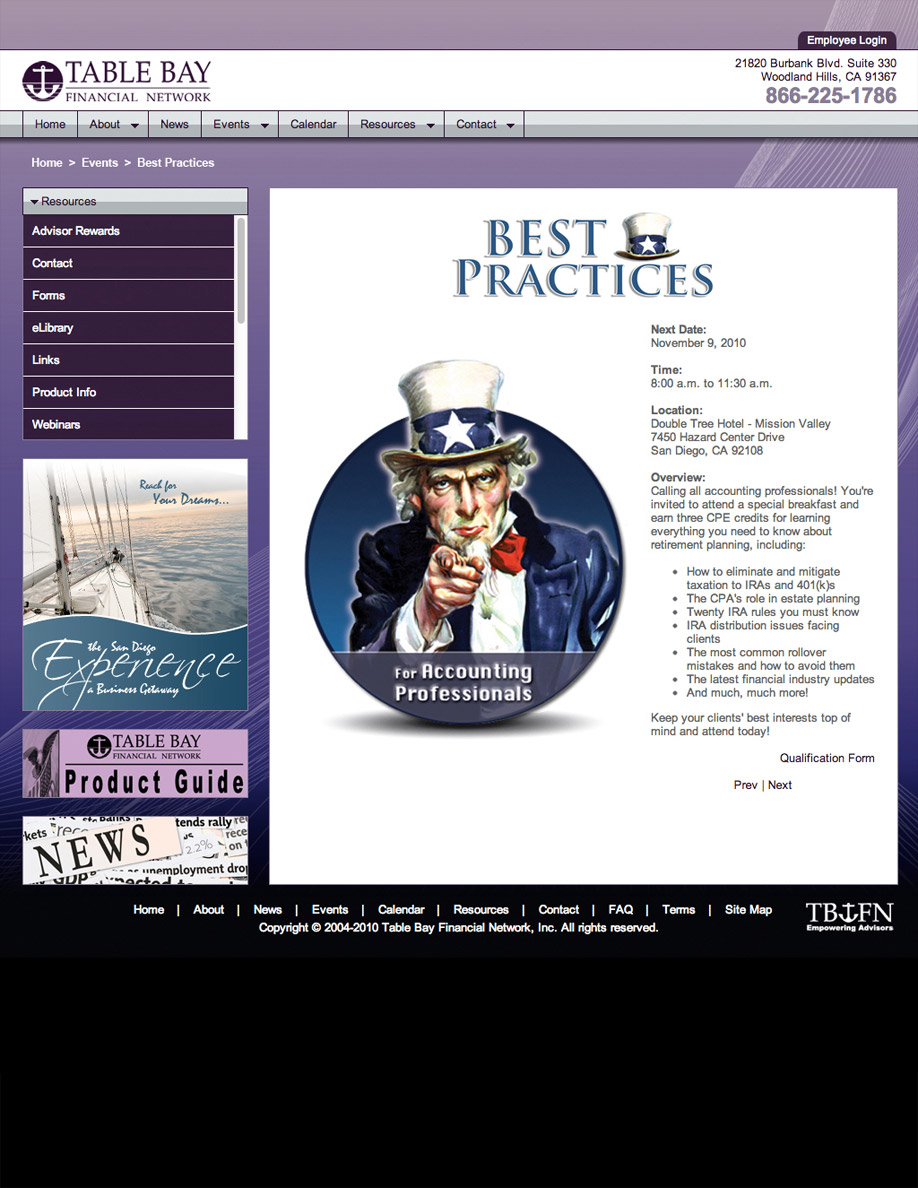 Employee Login
TABLE BAY
FINANCIAL NETWORK
21820 Burbank Blvd. Suite 330
Woodland Hills, CA 91367
866-225-1786
Home About News Events Calendar Resources Contact
Home > Events > Best Practices
Resources
Advisor Rewards
Contact
Forms
eLibrary
Links
Product Info
Webinars
Reach for
Your Dreams...
the San Diego
Experience
a Business Getaway
TABLE BAY
FINANCIAL NETWORK
Product Guide
tends rally
NEWS
2.2%
unemployment
GDP
BEST
PRACTICES
For Accounting
Professionals
Next Date:
November 9, 2010
Time:
8:00 a.m. to 11:30 a.m.
Location:
Double Tree Hotel - Mission Valley
7450 Hazard Center Drive
San Diego, CA 92108
Overview:
Calling all accounting professionals! You're
invited to attend a special breakfast and
earn three CPE credits for learning
everything you need to know about
retirement planning, including:
• How to eliminate and mitigate
taxation to IRAs and 401(k)s
• The CPA's role in estate planning
• Twenty IRA rules you must know
• IRA distribution issues facing
clients
• The most common rollover
mistakes and how to avoid them
• The latest financial industry updates
• And much, much more!
Keep your clients' best interests top of
mind and attend today!
Qualification Form
Prev | Next
Home | About | News | Events | Calendar | Resources | Contact | FAQ | Terms | Site Map
Copyright © 2004-2010 Table Bay Financial Network, Inc. All rights reserved.
TBFN
Empowering Advisors